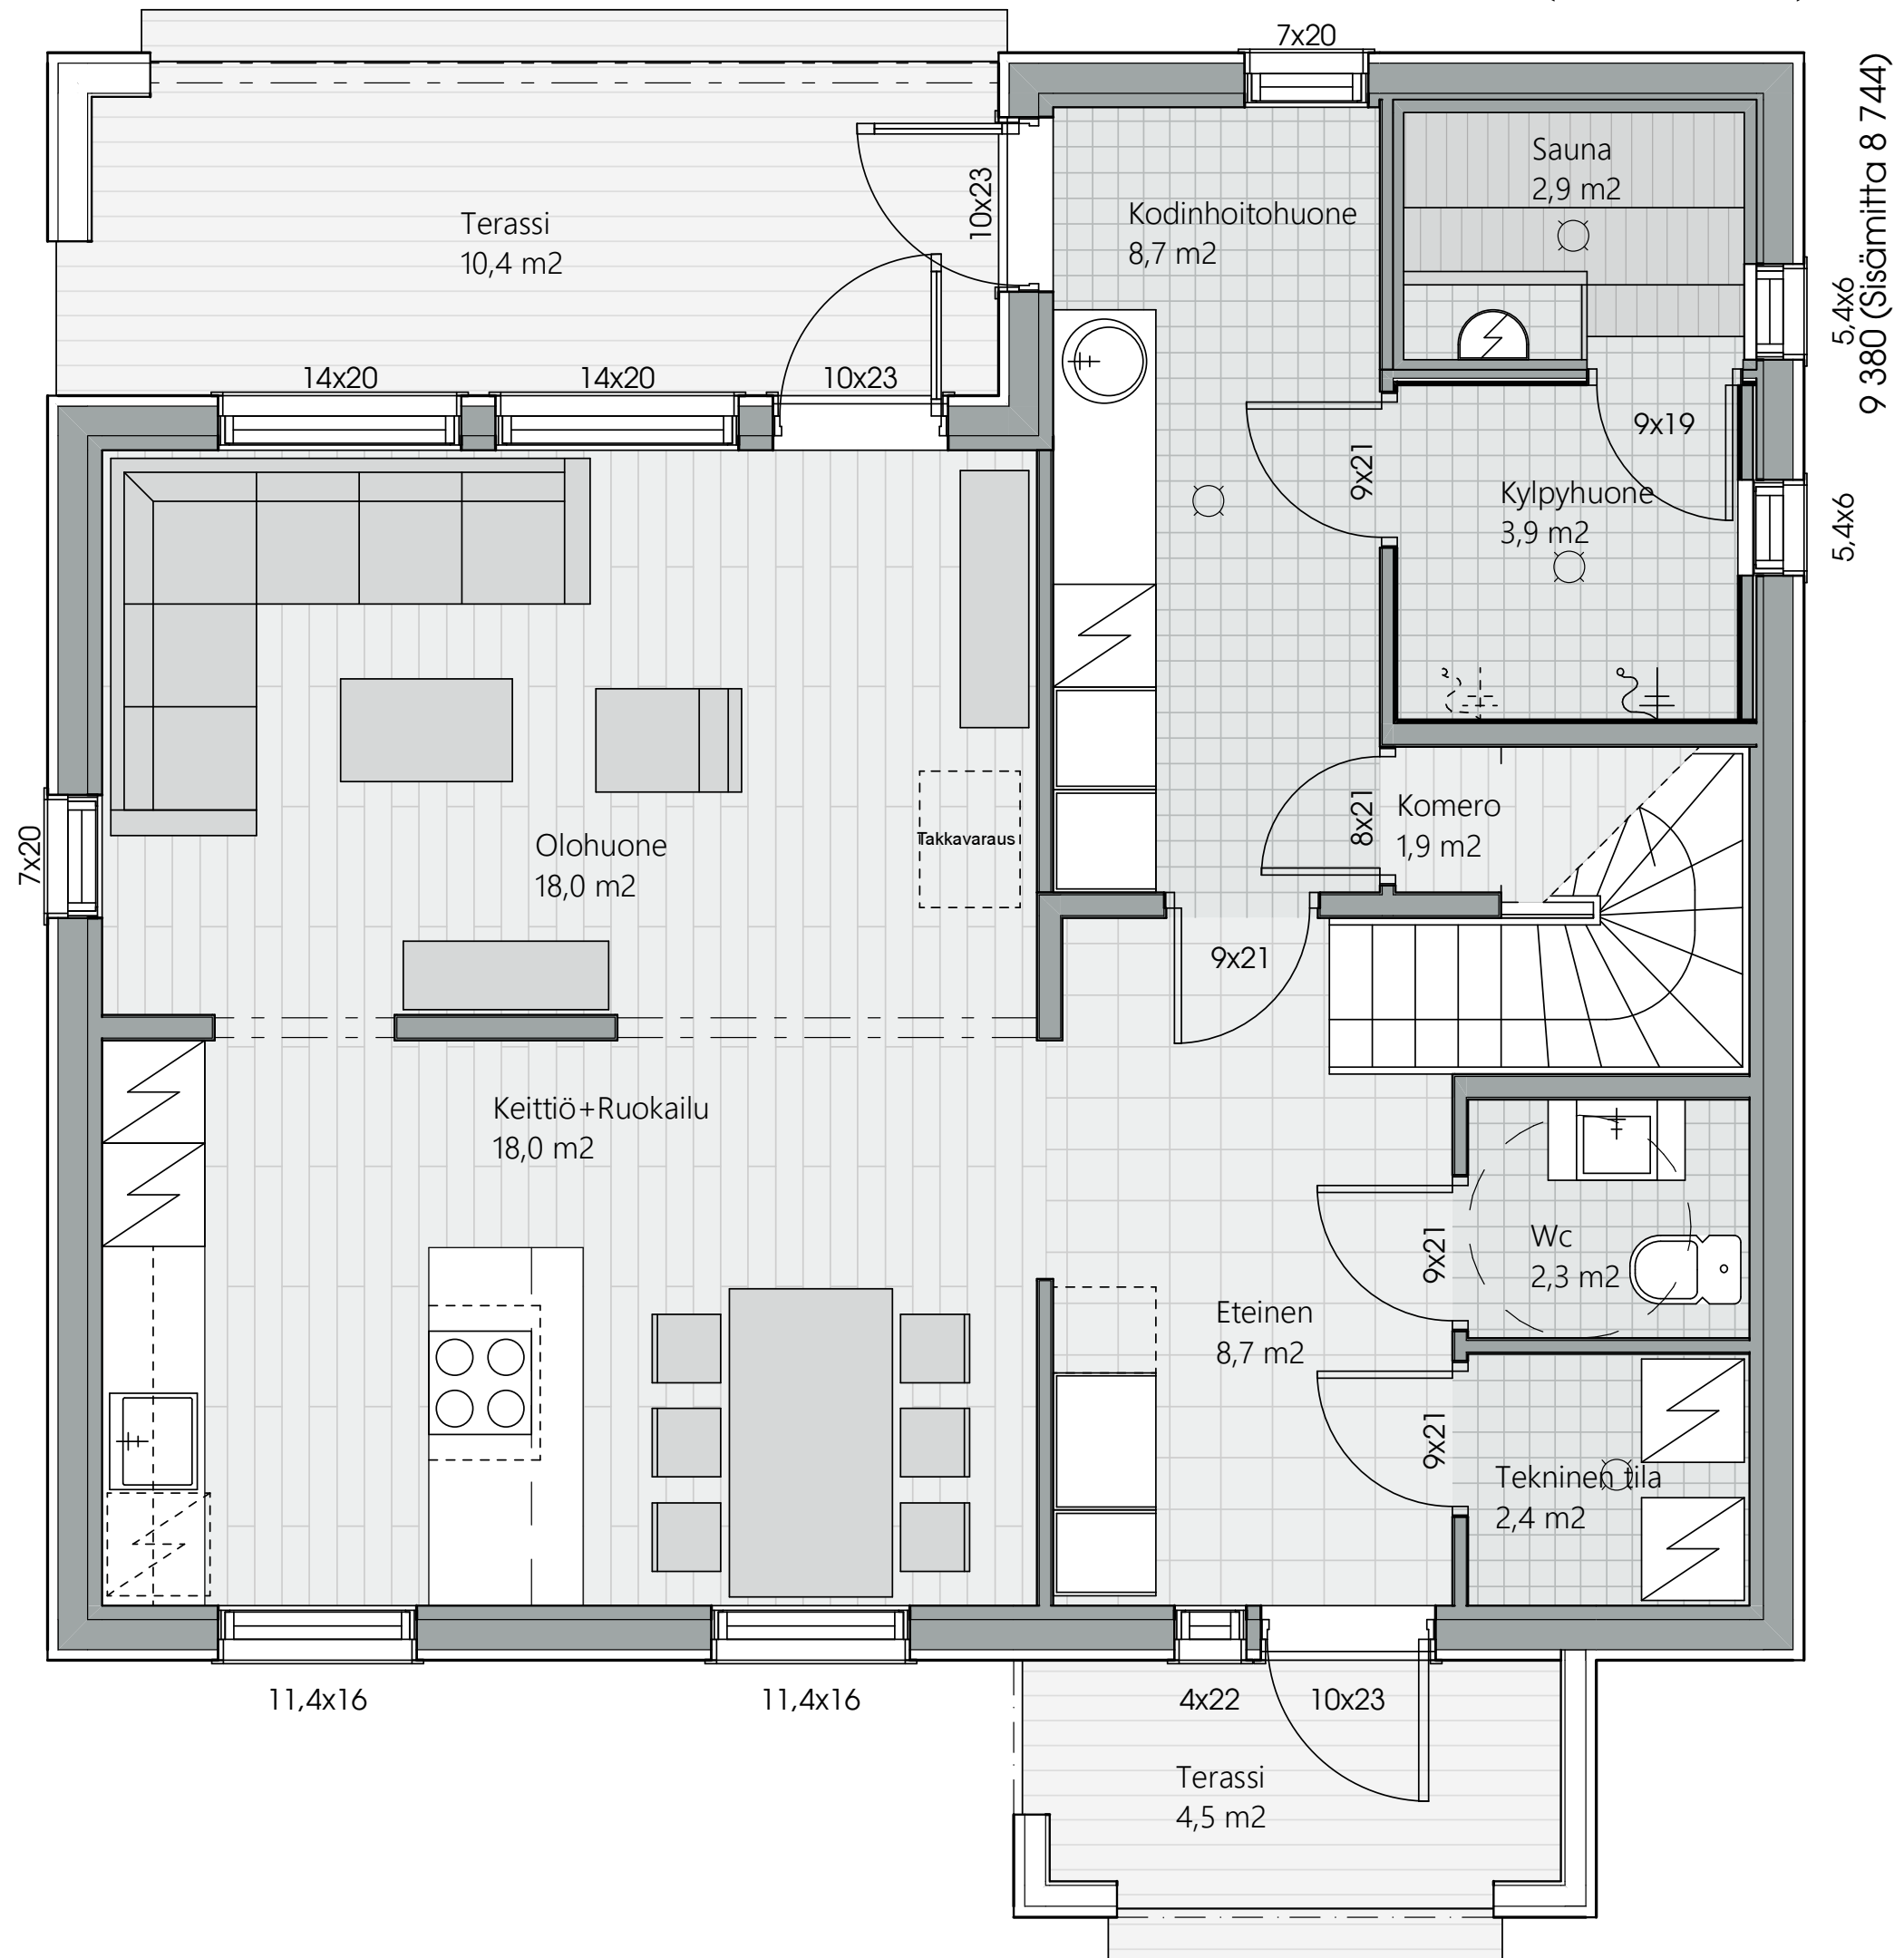 7x20
Sauna
2,9 m2
Terassi
10,4 m2
10x23
Kodinhoitohuone
8,7 m2
5,4x6
9 380 (Sisämitta 8 744)
14x20
14x20
10x23
9x19
9x21
Kylpyhuone
3,9 m2
5,4x6
7x20
Olohuone
18,0 m2
Takkavaraus
8x21
Komero
1,9 m2
9x21
Keittiö+Ruokailu
18,0 m2
Wc
2,3 m2
9x21
Eteinen
8,7 m2
9x21
Tekninen tila
2,4 m2
11,4x16
11,4x16
4x22
10x23
Terassi
4,5 m2